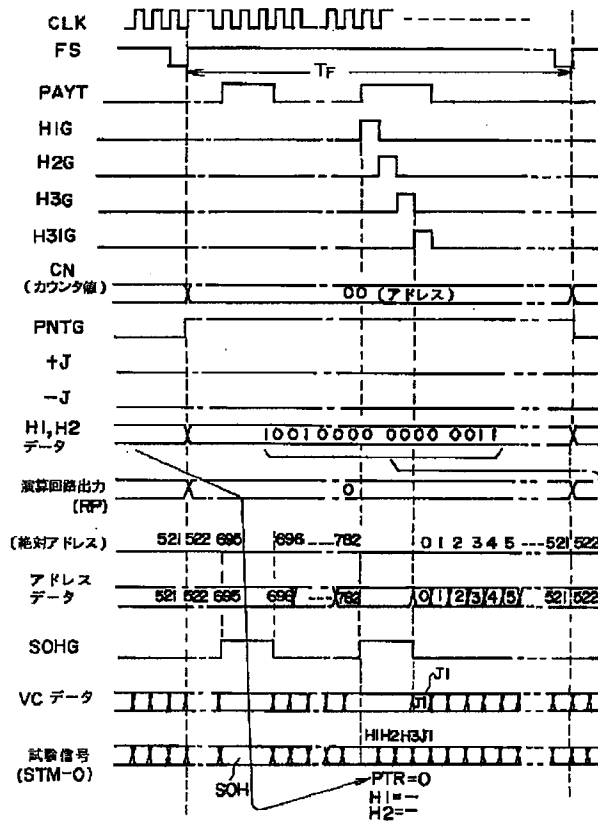 CLK
FS
TF
PAYT
H1G
H2G
H3G
H31G
CN
(カウンタ値)
00 (アドレス)
PNTG
+J
-J
H1,H2
データ
10010000 0000 0011
演算回路出力
(RP)
0
(絶対アドレス)
521 522 695 696 782 0 1 2 3 4 5 521 522
アドレス
データ
521 522 695 696 782 0 1 2 3 4 5 521 522
SOHG
J1
VC データ
J1
H1H2H3J1
試験信号
(STM-0)
SOH
PTR=0
H1=-
H2=-